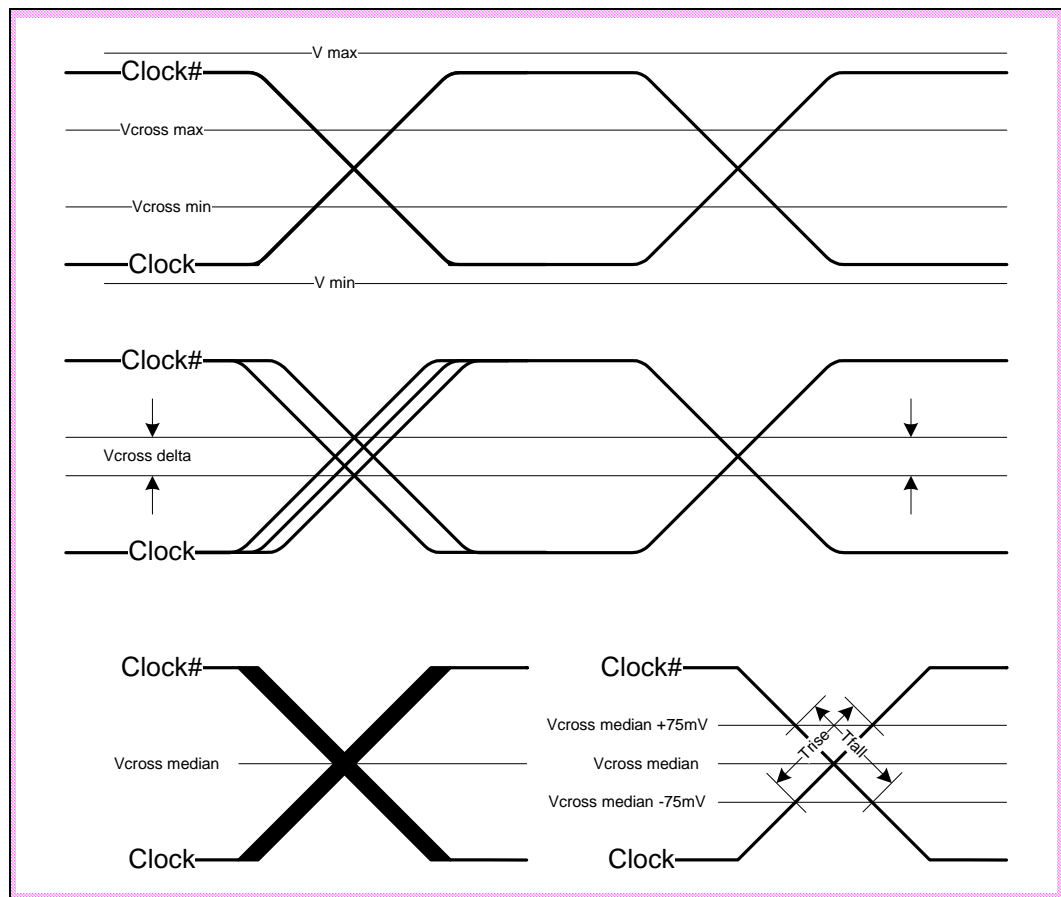 V max
Clock#
Vcross max
Vcross min
Clock
V min
Clock#
Vcross delta
Clock
Clock#
Vcross median
Clock
Clock#
Vcross median +75mV
Trise
Tfall
Vcross median
Vcross median -75mV
Clock